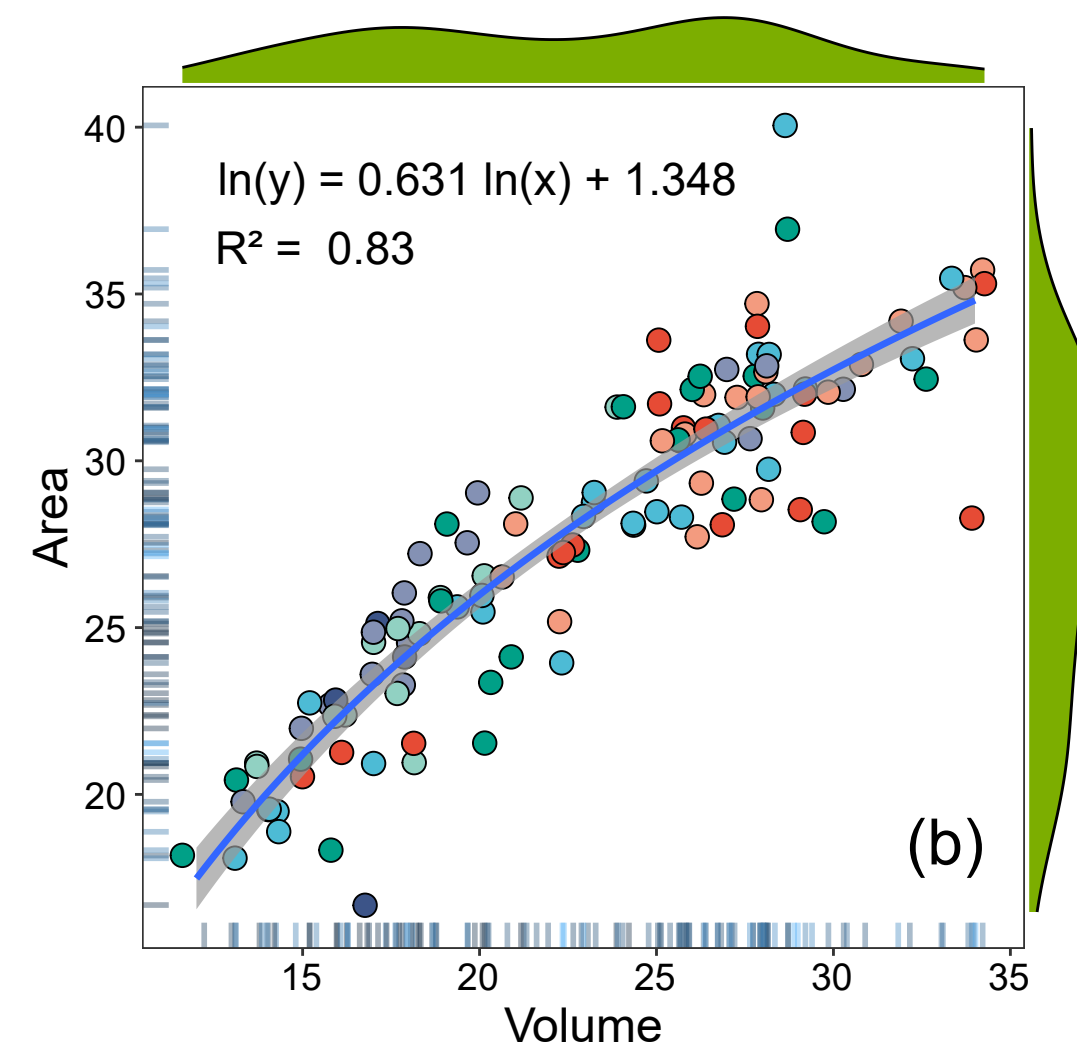 ln(y) = 0.631 ln(x) + 1.348
R² = 0.83
Area
40
35
30
25
20
(b)
15 20 25 30 35
Volume